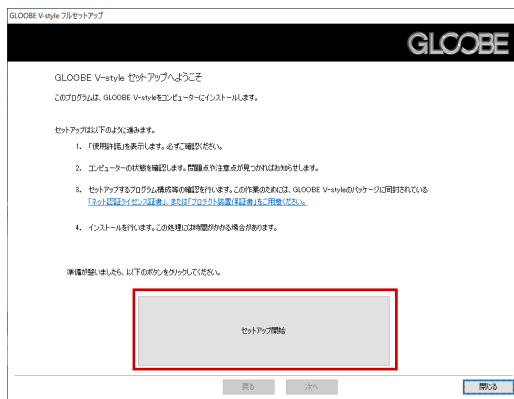 GLOOBE V-style フルセットアップ
GLOOBE
GLOOBE V-style セットアップへようこそ
このプログラムは、GLOOBE V-styleをコンピューターにインストールします。
セットアップは以下のように進みます。
1. 「使用許諾」を表示します。必ずご確認ください。
2. コンピューターの状態を確認します。問題点や注意点が見つかればお知らせします。
3. セットアップするプログラム構成等の確認を行います。この作業のためには、GLOOBE V-styleのパッケージに同封されている
「ネット認証ライセンス証書」、または「プロテクト装置保証書」をご用意ください。
4. インストールを行います。この処理には時間がかかる場合があります。
準備が整いましたら、以下のボタンをクリックしてください。
セットアップ開始
戻る 次へ 閉じる